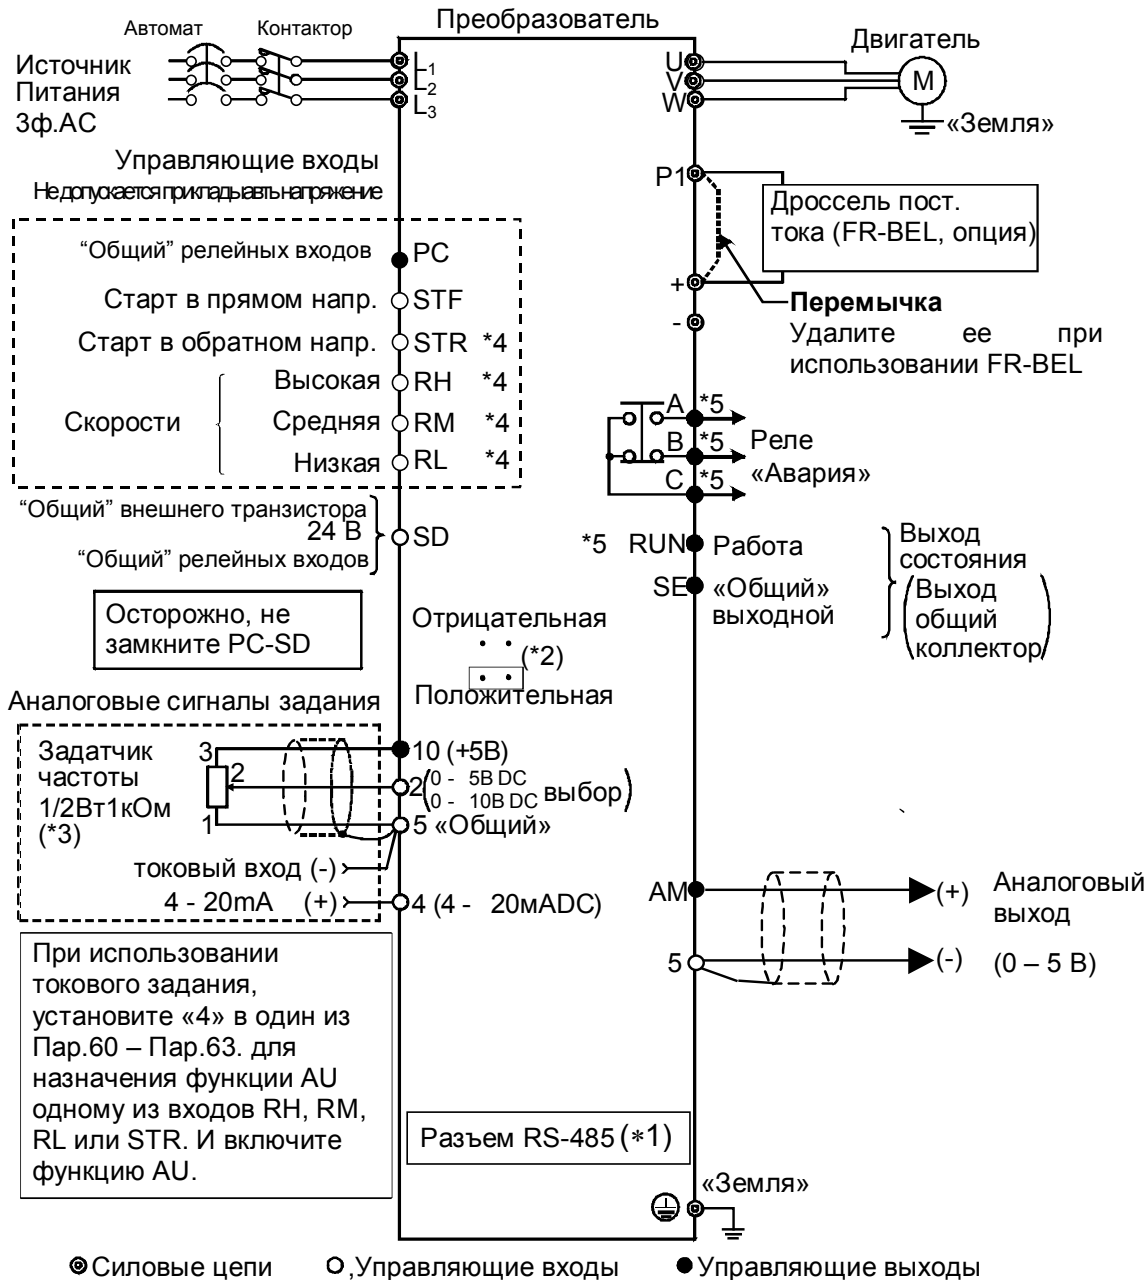 Преобразователь
Автомат
Контактор
Двигатель
Источник
Питания
3ф.АС
L1
L2
L3
U
V
W
M
«Земля»
Управляющие входы
Недопускается прикладывать напряжение
P1
Дроссель пост.
тока (FR-BEL, опция)
+
-
Перемычка
Удалите ее при
использовании FR-BEL
"Общий" релейных входов
PC
Старт в прямом напр.
STF
Старт в обратном напр.
STR *4
Скорости
Высокая
RH *4
Средняя
RM *4
Низкая
RL *4
A *5
B *5
C *5
Реле
«Авария»
"Общий" внешнего транзистора
24 В
"Общий" релейных входов
SD
*5 RUN
Работа
SE
«Общий»
выходной
Выход
состояния
(Выход
общий
коллектор)
Осторожно, не
замкните PC-SD
Отрицательная
(*2)
Положительная
Аналоговые сигналы задания
Задатчик
частоты
1/2Вт1кОм
(*3)
3
2
1
10 (+5В)
2 (0 - 5В DC
0 - 10В DC выбор)
5 «Общий»
токовый вход (-)
4 - 20mA (+)
4 (4 - 20мADC)
AM
(+)
Аналоговый
выход
5
(-)
(0 – 5 В)
При использовании
токового задания,
установите «4» в один из
Пар.60 – Пар.63. для
назначения функции AU
одному из входов RH, RM,
RL или STR. И включите
функцию AU.
Разъем RS-485 (*1)
«Земля»
Силовые цепи
,Управляющие входы
Управляющие выходы